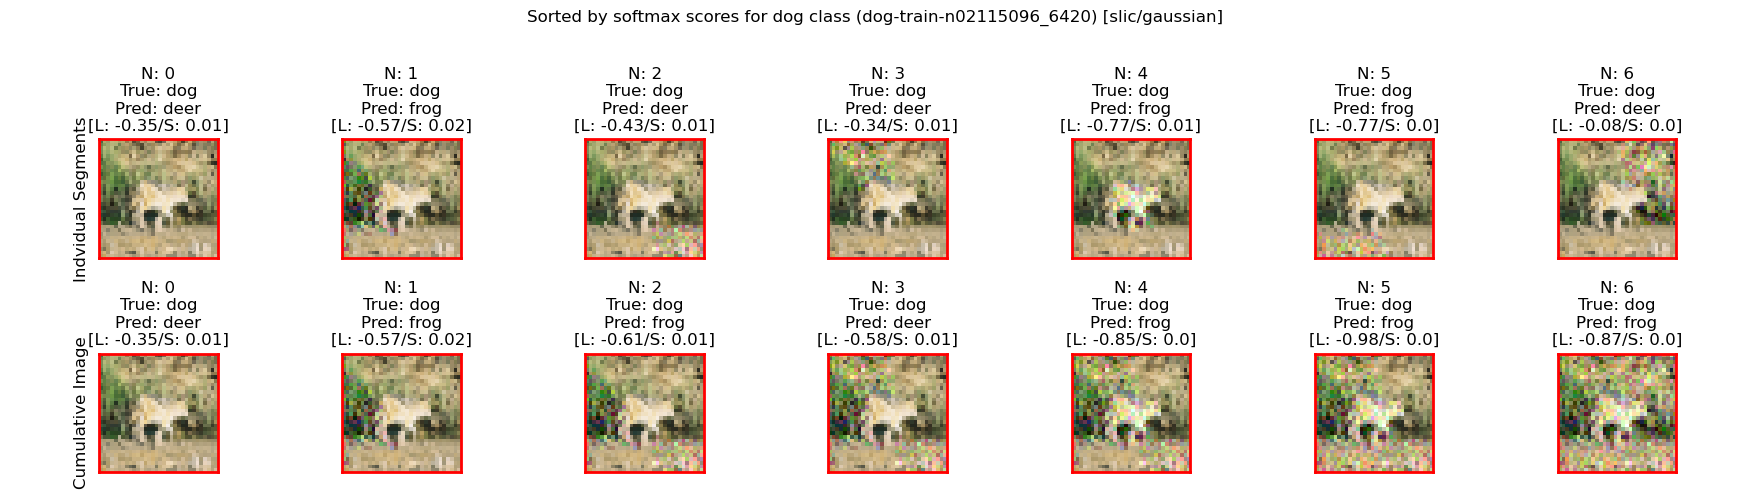 Sorted by softmax scores for dog class (dog-train-n02115096_6420) [slic/gaussian]
Indvidual Segments
N: 0
True: dog
Pred: deer
[L: -0.35/S: 0.01]
N: 1
True: dog
Pred: frog
[L: -0.57/S: 0.02]
N: 2
True: dog
Pred: deer
[L: -0.43/S: 0.01]
N: 3
True: dog
Pred: deer
[L: -0.34/S: 0.01]
N: 4
True: dog
Pred: frog
[L: -0.77/S: 0.01]
N: 5
True: dog
Pred: frog
[L: -0.77/S: 0.0]
N: 6
True: dog
Pred: deer
[L: -0.08/S: 0.0]
Cumulative Image
N: 0
True: dog
Pred: deer
[L: -0.35/S: 0.01]
N: 1
True: dog
Pred: frog
[L: -0.57/S: 0.02]
N: 2
True: dog
Pred: frog
[L: -0.61/S: 0.01]
N: 3
True: dog
Pred: deer
[L: -0.58/S: 0.01]
N: 4
True: dog
Pred: frog
[L: -0.85/S: 0.0]
N: 5
True: dog
Pred: frog
[L: -0.98/S: 0.0]
N: 6
True: dog
Pred: frog
[L: -0.87/S: 0.0]